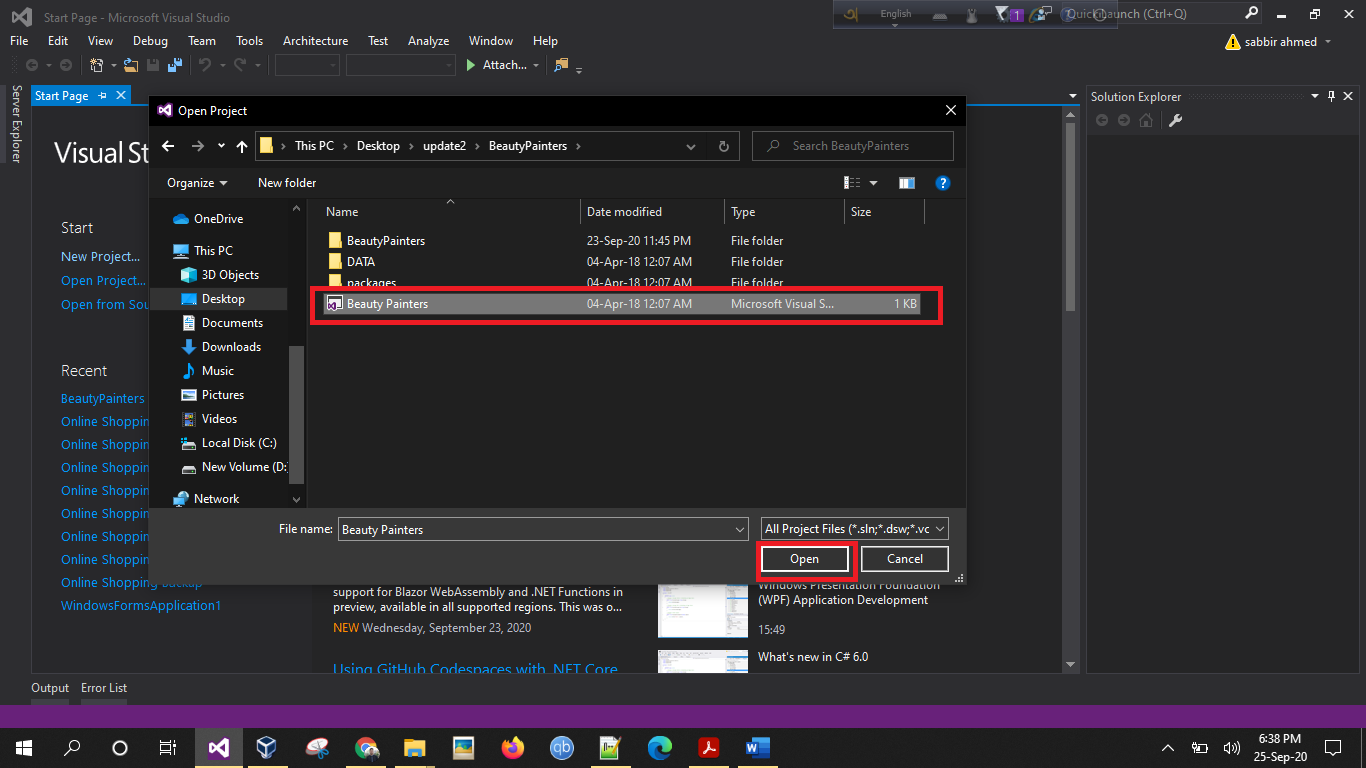 Start Page - Microsoft Visual Studio
English
1
Launch (Ctrl+Q)
File Edit View Debug Team Tools Architecture Test Analyze Window Help
sabbir ahmed
Attach...
Server Explorer
Start Page
Solution Explorer
Visual St
Open Project
This PC > Desktop > update2 > BeautyPainters >
Search BeautyPainters
Organize New folder
Start
New Project...
Open Project...
Open from Sou
Recent
BeautyPainters
Online Shoppin
Online Shoppin
Online Shoppin
Online Shoppin
Online Shoppin
Online Shoppin
Online Shoppin
Online Shopping Backup
WindowsFormsApplication1
OneDrive
This PC
3D Objects
Desktop
Documents
Downloads
Music
Pictures
Videos
Local Disk (C:)
New Volume (D:
Network
Name Date modified Type Size
BeautyPainters 23-Sep-20 11:45 PM File folder
DATA 04-Apr-18 12:07 AM File folder
packages 04-Apr-18 12:07 AM File folder
Beauty Painters 04-Apr-18 12:07 AM Microsoft Visual S... 1 KB
File name: Beauty Painters All Project Files (*.sln;*.dsw;*.vc
Open Cancel
support for Blazor WebAssembly and .NET Functions in
preview, available in all supported regions. This was o...
NEW Wednesday, September 23, 2020
Using GitHub Codespaces with .NET Core
Windows Presentation Foundation
(WPF) Application Development
15:49
What's new in C# 6.0
Output Error List
qb
6:38 PM
25-Sep-20